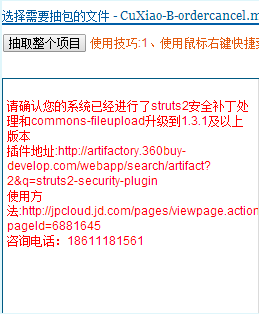 选择需要抽包的文件 - CuXiao-B-ordercancel.m
抽取整个项目 使用技巧:1、使用鼠标右键快捷
请确认您的系统已经进行了struts2安全补丁处
理和commons-fileupload升级到1.3.1及以上
版本
插件地址:http://artifactory.360buy-
develop.com/webapp/search/artifact?
2&q=struts2-security-plugin
使用方
法:http://jpcloud.jd.com/pages/viewpage.action
pageId=6881645
咨询电话：18611181561